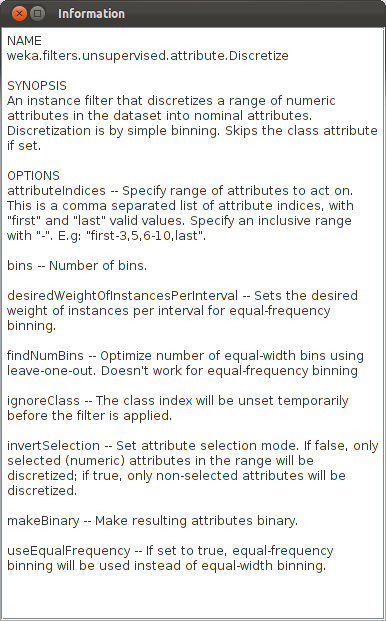 Information
NAME
weka.filters.unsupervised.attribute.Discretize
SYNOPSIS
An instance filter that discretizes a range of numeric
attributes in the dataset into nominal attributes.
Discretization is by simple binning. Skips the class attribute
if set.
OPTIONS
attributeIndices -- Specify range of attributes to act on.
This is a comma separated list of attribute indices, with
"first" and "last" valid values. Specify an inclusive range
with "-". E.g: "first-3,5,6-10,last".
bins -- Number of bins.
desiredWeightOfInstancesPerInterval -- Sets the desired
weight of instances per interval for equal-frequency
binning.
findNumBins -- Optimize number of equal-width bins using
leave-one-out. Doesn't work for equal-frequency binning
ignoreClass -- The class index will be unset temporarily
before the filter is applied.
invertSelection -- Set attribute selection mode. If false, only
selected (numeric) attributes in the range will be
discretized; if true, only non-selected attributes will be
discretized.
makeBinary -- Make resulting attributes binary.
useEqualFrequency -- If set to true, equal-frequency
binning will be used instead of equal-width binning.